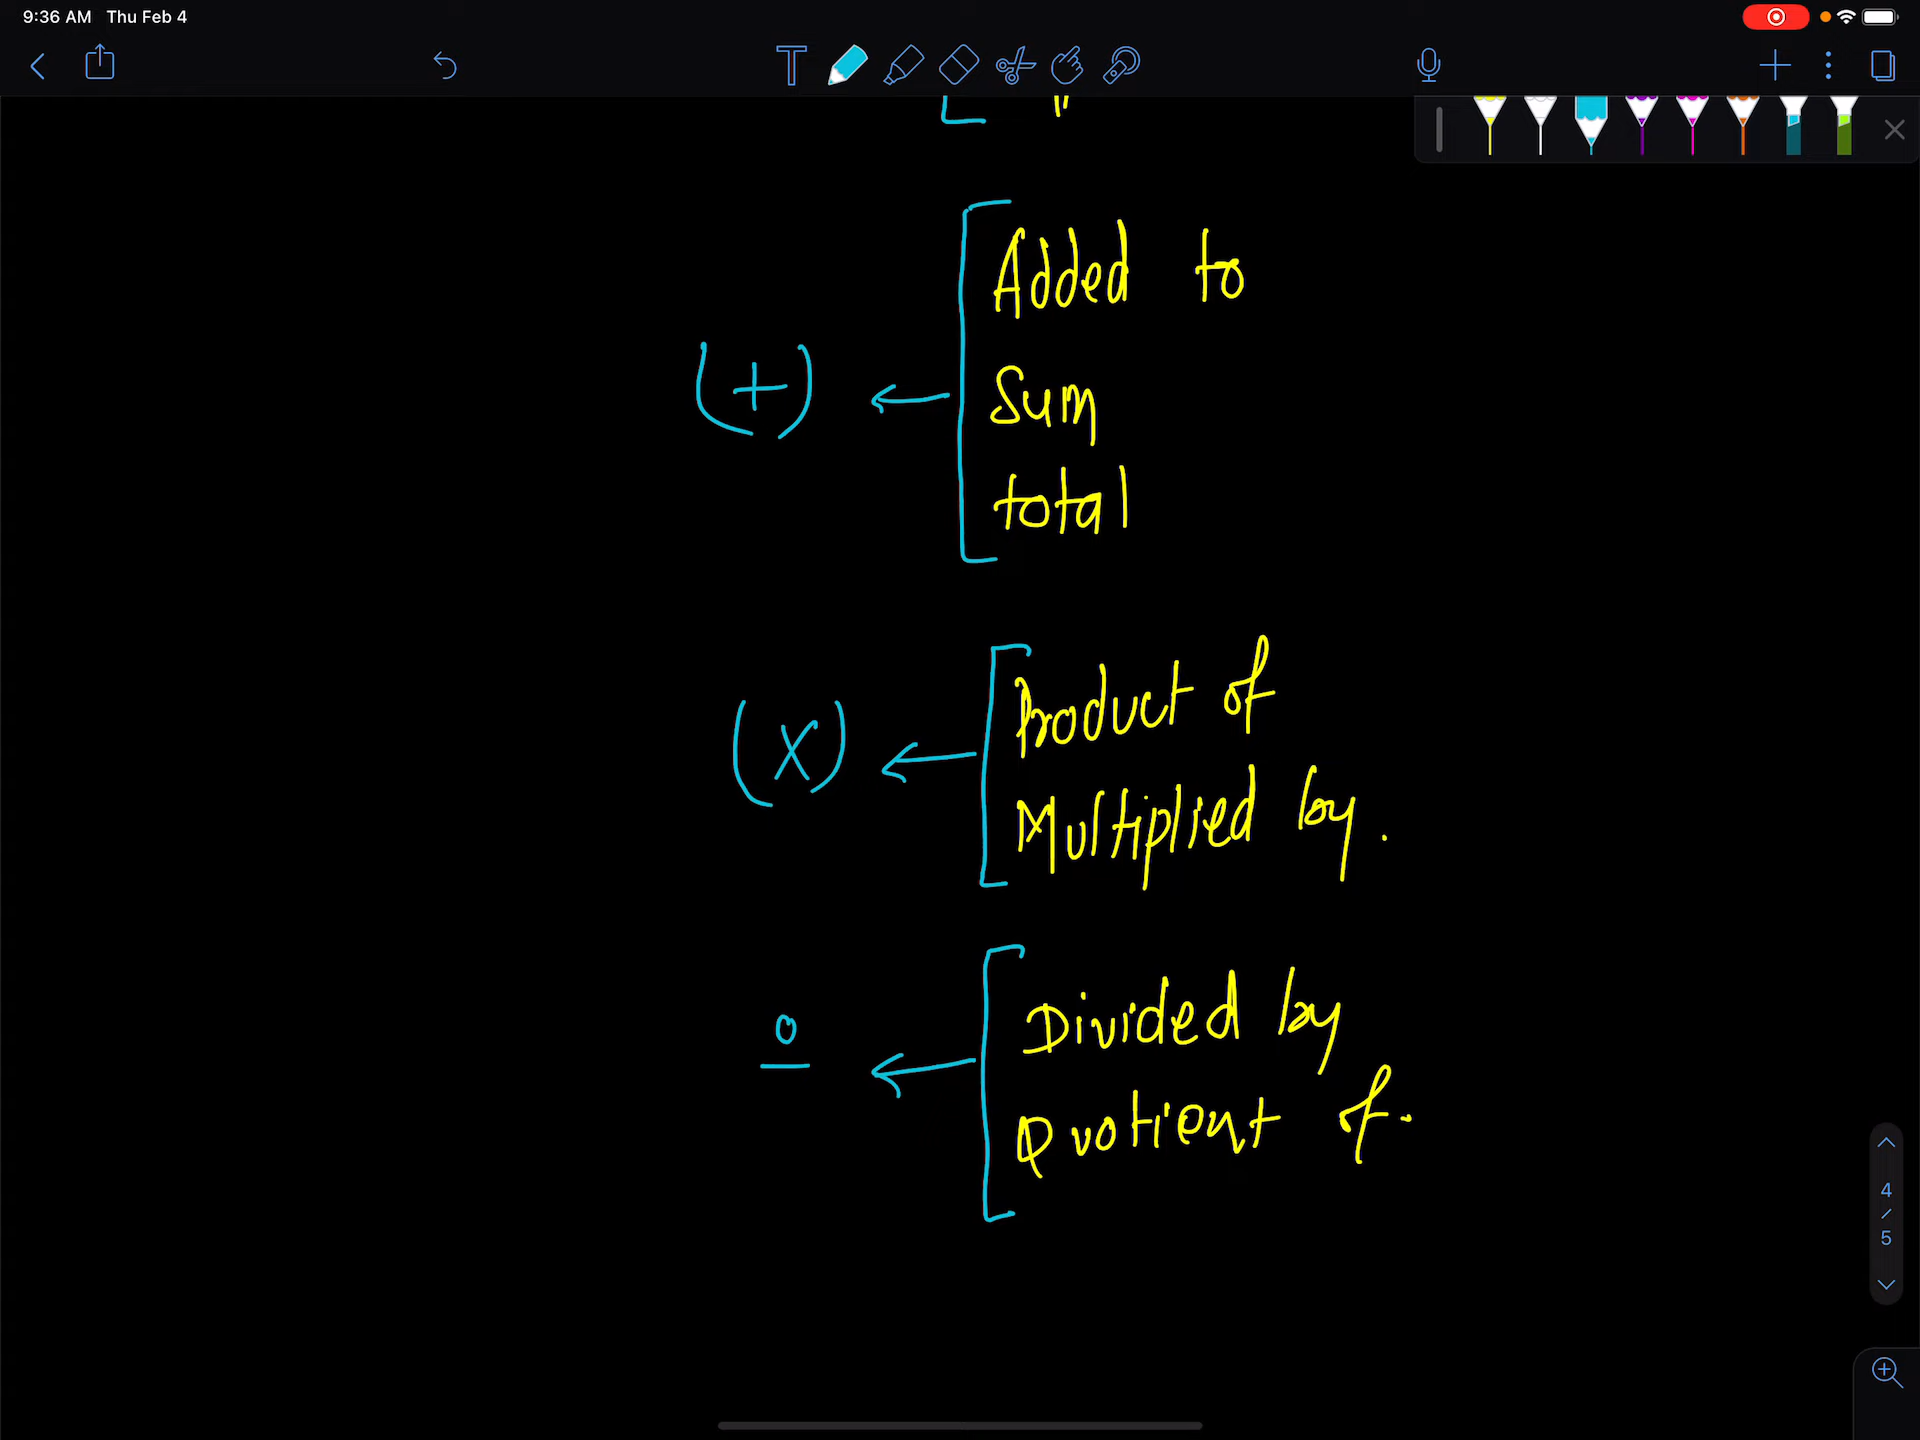 9:36 AM Thu Feb 4
Added to
Sum
(+) ←
total
Product of
(x) ←
Multiplied by.
Divided by
←
Quotient of.
4
/
5